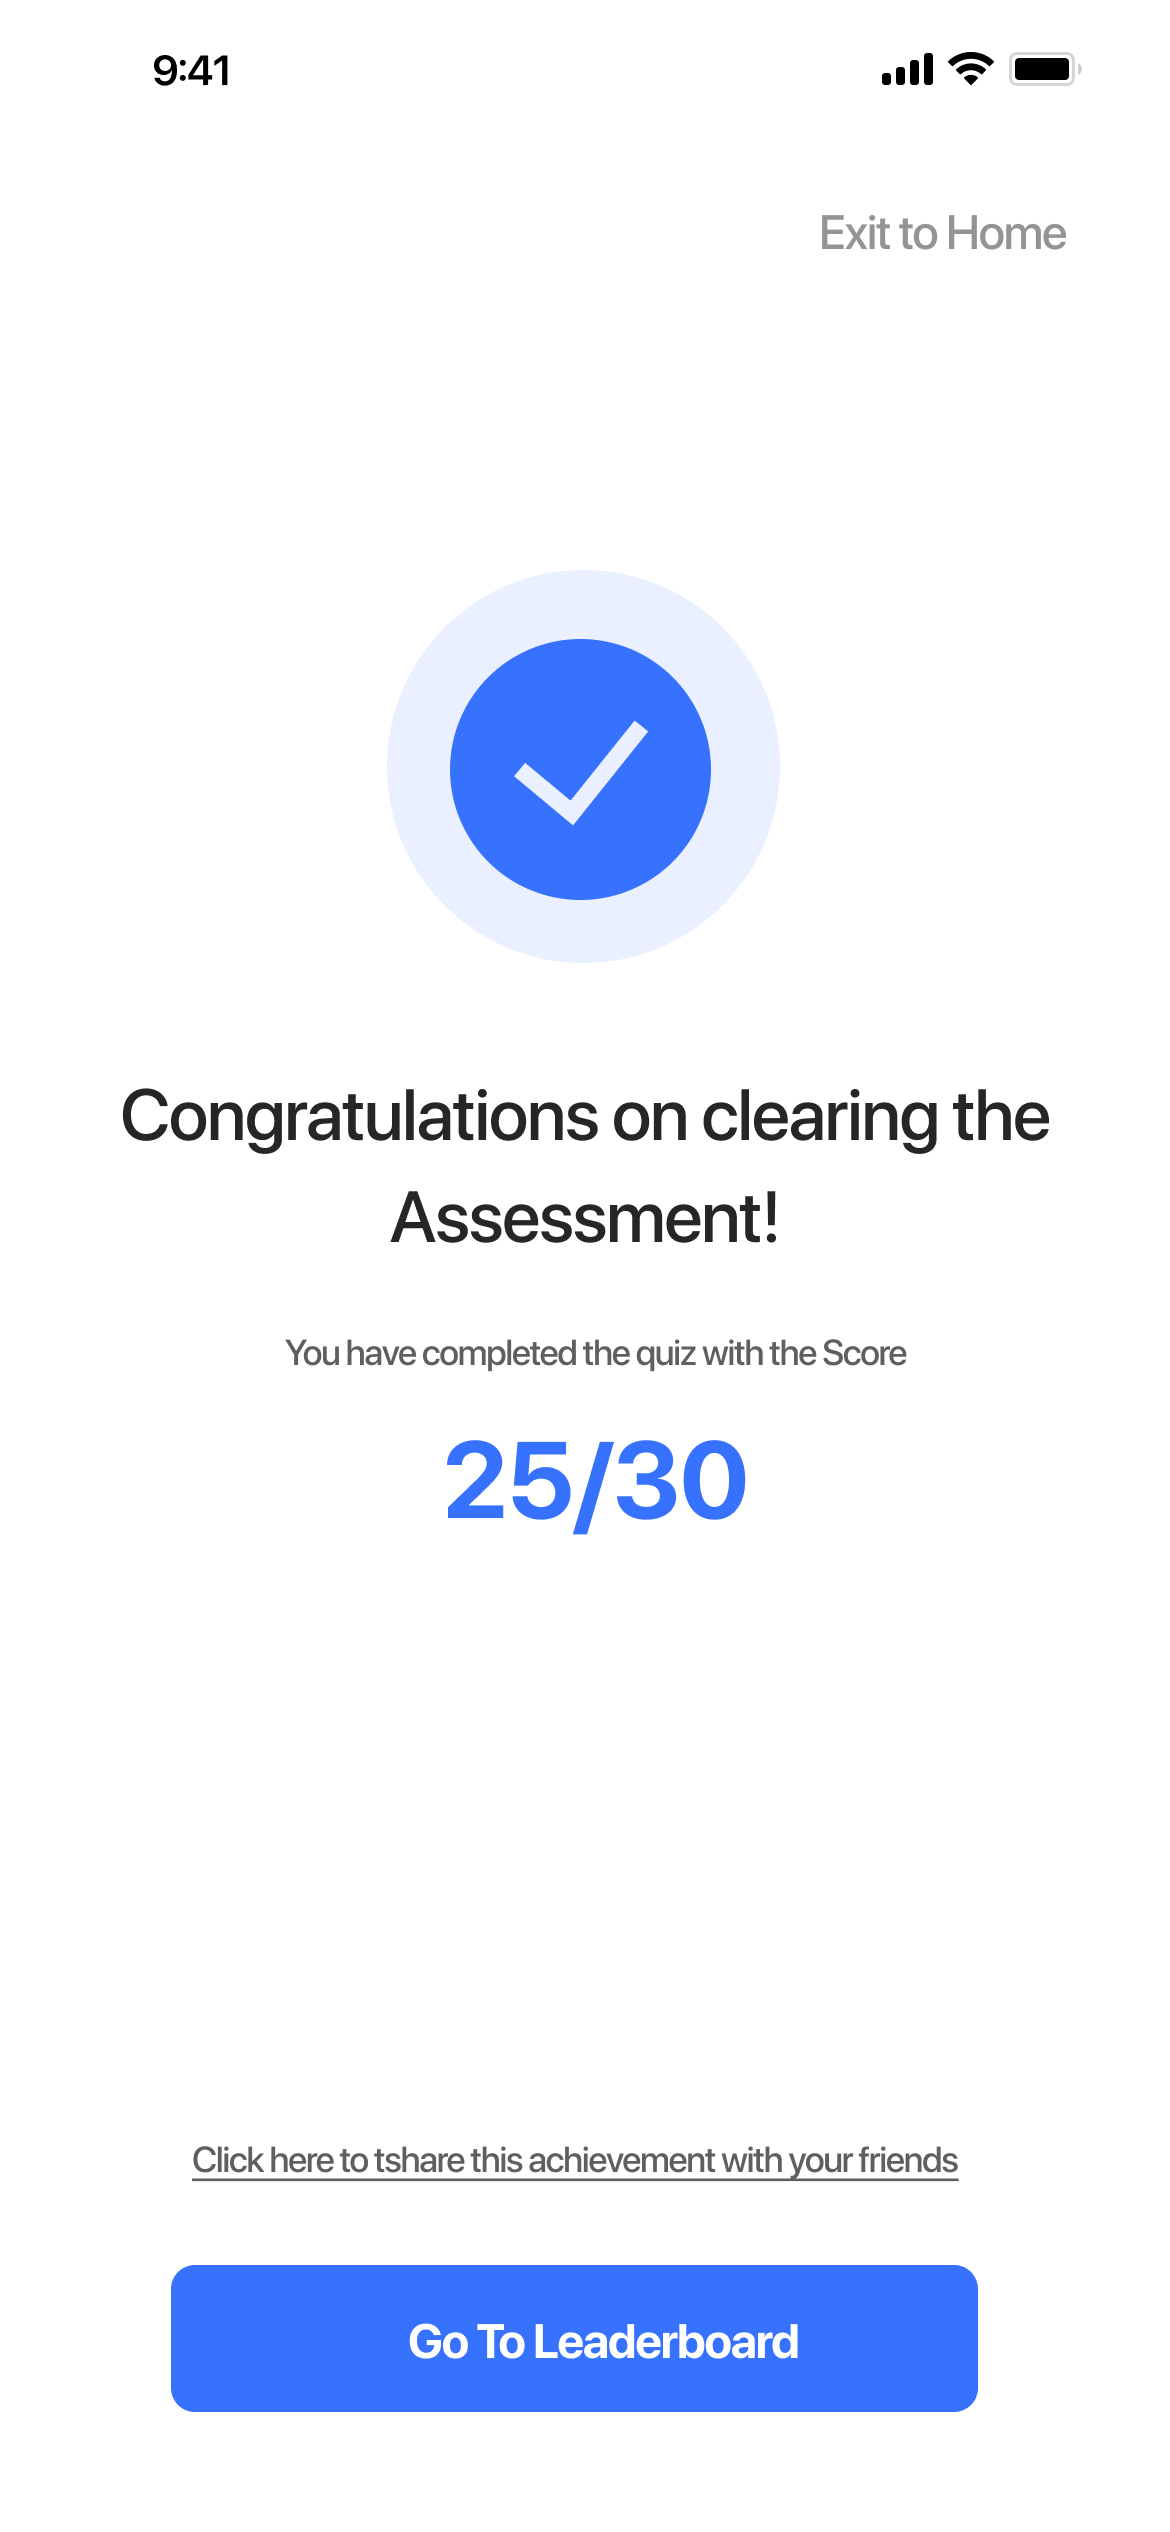 9:41
Exit to Home
Congratulations on clearing the
Assessment!
You have completed the quiz with the Score
25/30
Click here to tshare this achievement with your friends
Go To Leaderboard